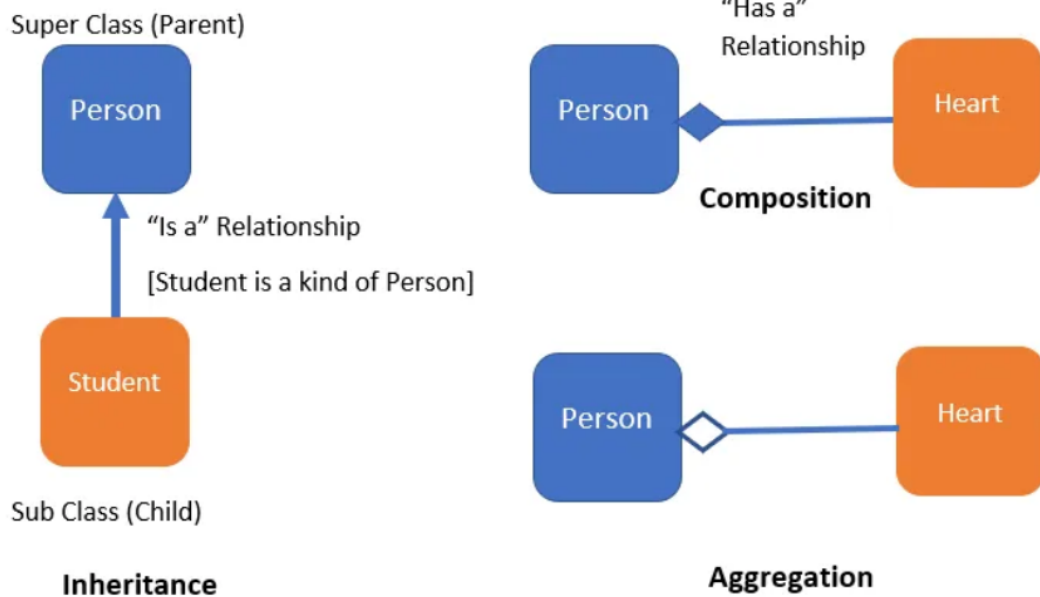 Super Class (Parent)
Person
“Is a” Relationship
[Student is a kind of Person]
Student
Sub Class (Child)
Inheritance
“Has a”
Relationship
Person
Heart
Composition
Person
Heart
Aggregation